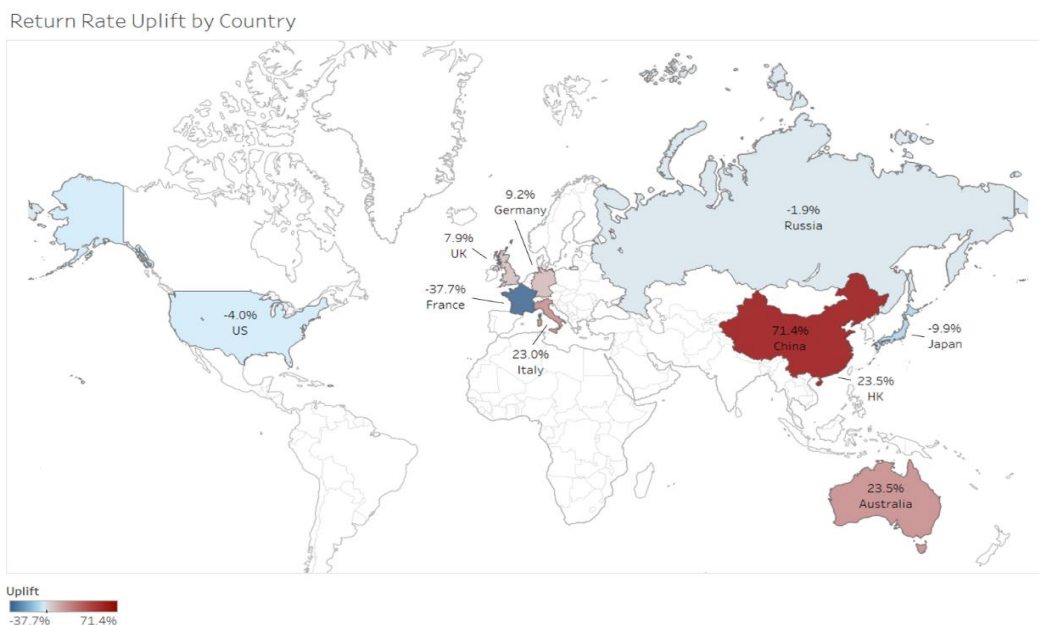 Return Rate Uplift by Country
9.2%
Germany
7.9%
UK
-37.7%
France
23.0%
Italy
-4.0%
US
-1.9%
Russia
71.4%
China
-9.9%
Japan
23.5%
HK
23.5%
Australia
Uplift
-37.7% 71.4%